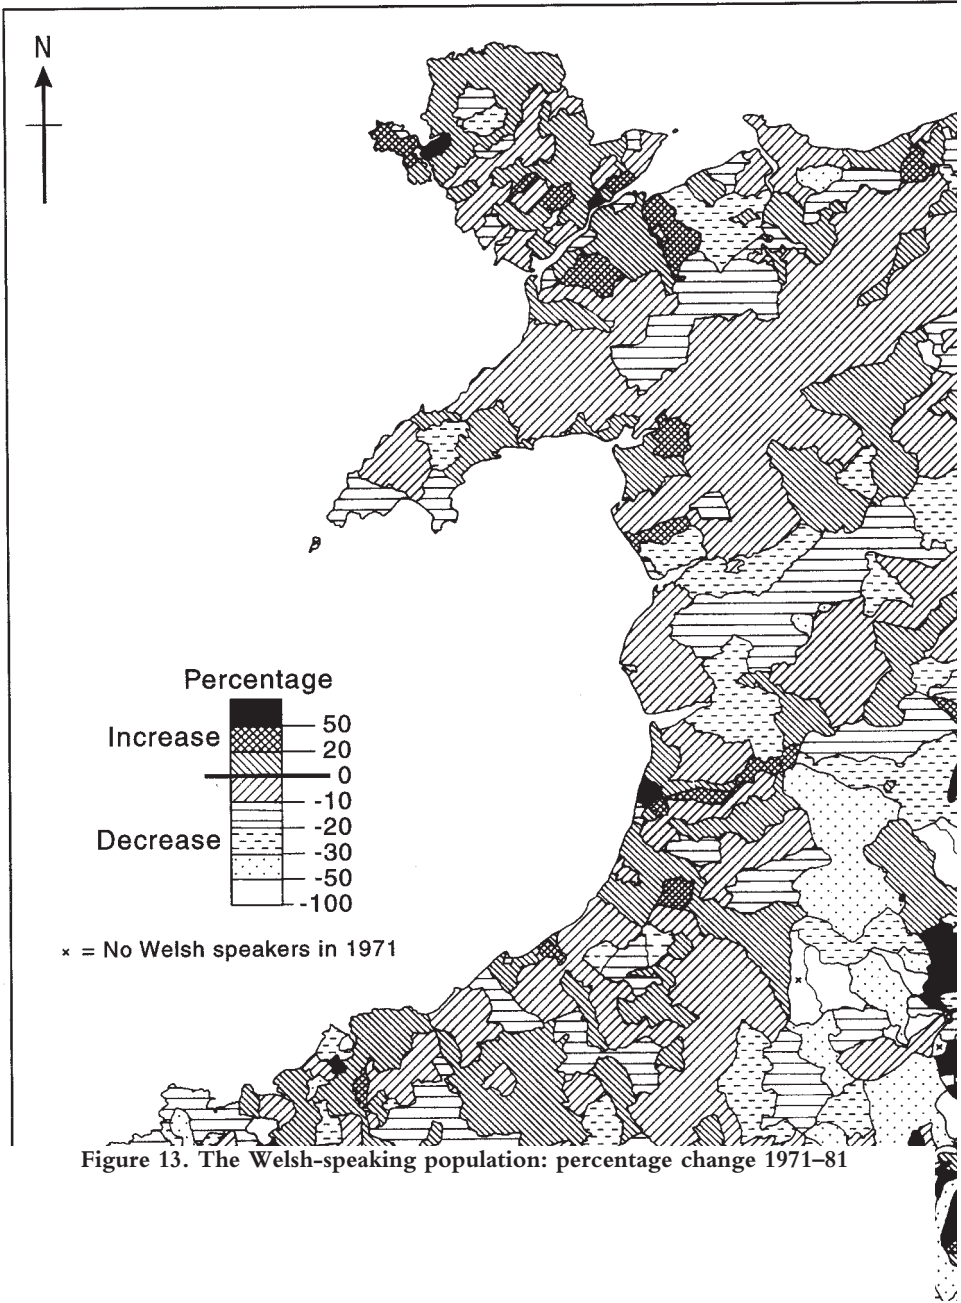 N
Percentage
50
Increase
20
0
-10
-20
Decrease
-30
-50
-100
× = No Welsh speakers in 1971
Figure 13. The Welsh-speaking population: percentage change 1971–81